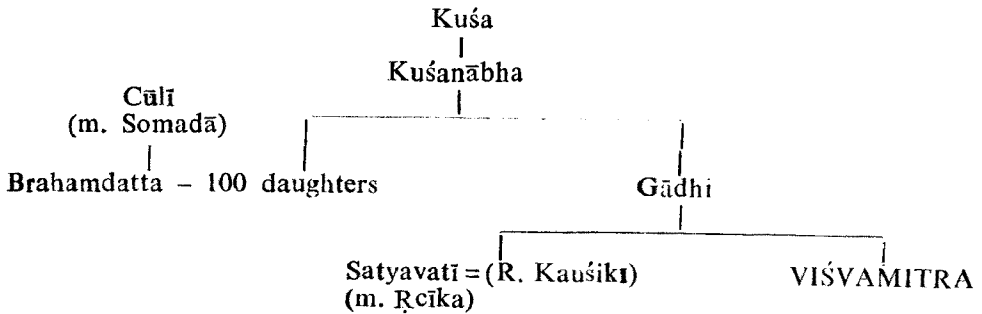 Kuśa
Kuśanābha
Cūlī
(m. Somadā)
Brahamdatta – 100 daughters
Gādhi
Satyavatī = (R. Kauśikī)
(m. Ṛcīka)
VIŚVAMITRA